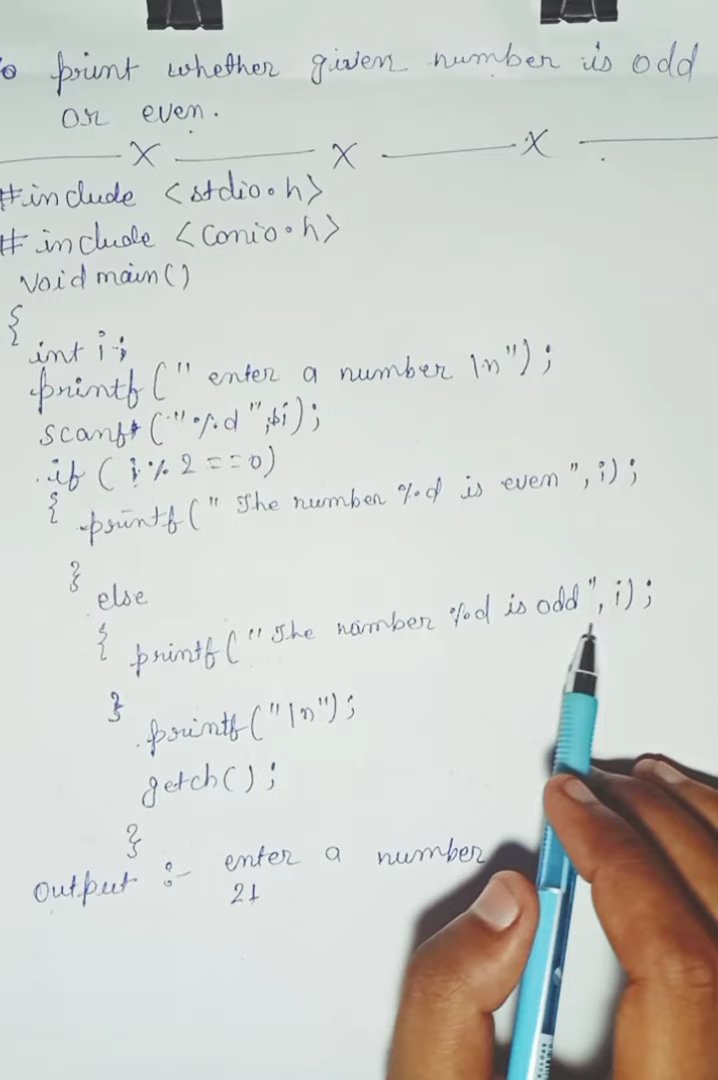 o print whether given number is odd
or even.
x x x
#include <stdio.h>
# include <conio.h>
void main()
{
int i;
printf(" enter a number \n");
scanf("%d",&i);
if (i % 2 ==0)
{ printf(" The number %d is even", i);
}
else
{ printf("The number %d is odd", i);
}
printf("\n");
getch();
}
output :- enter a number
21